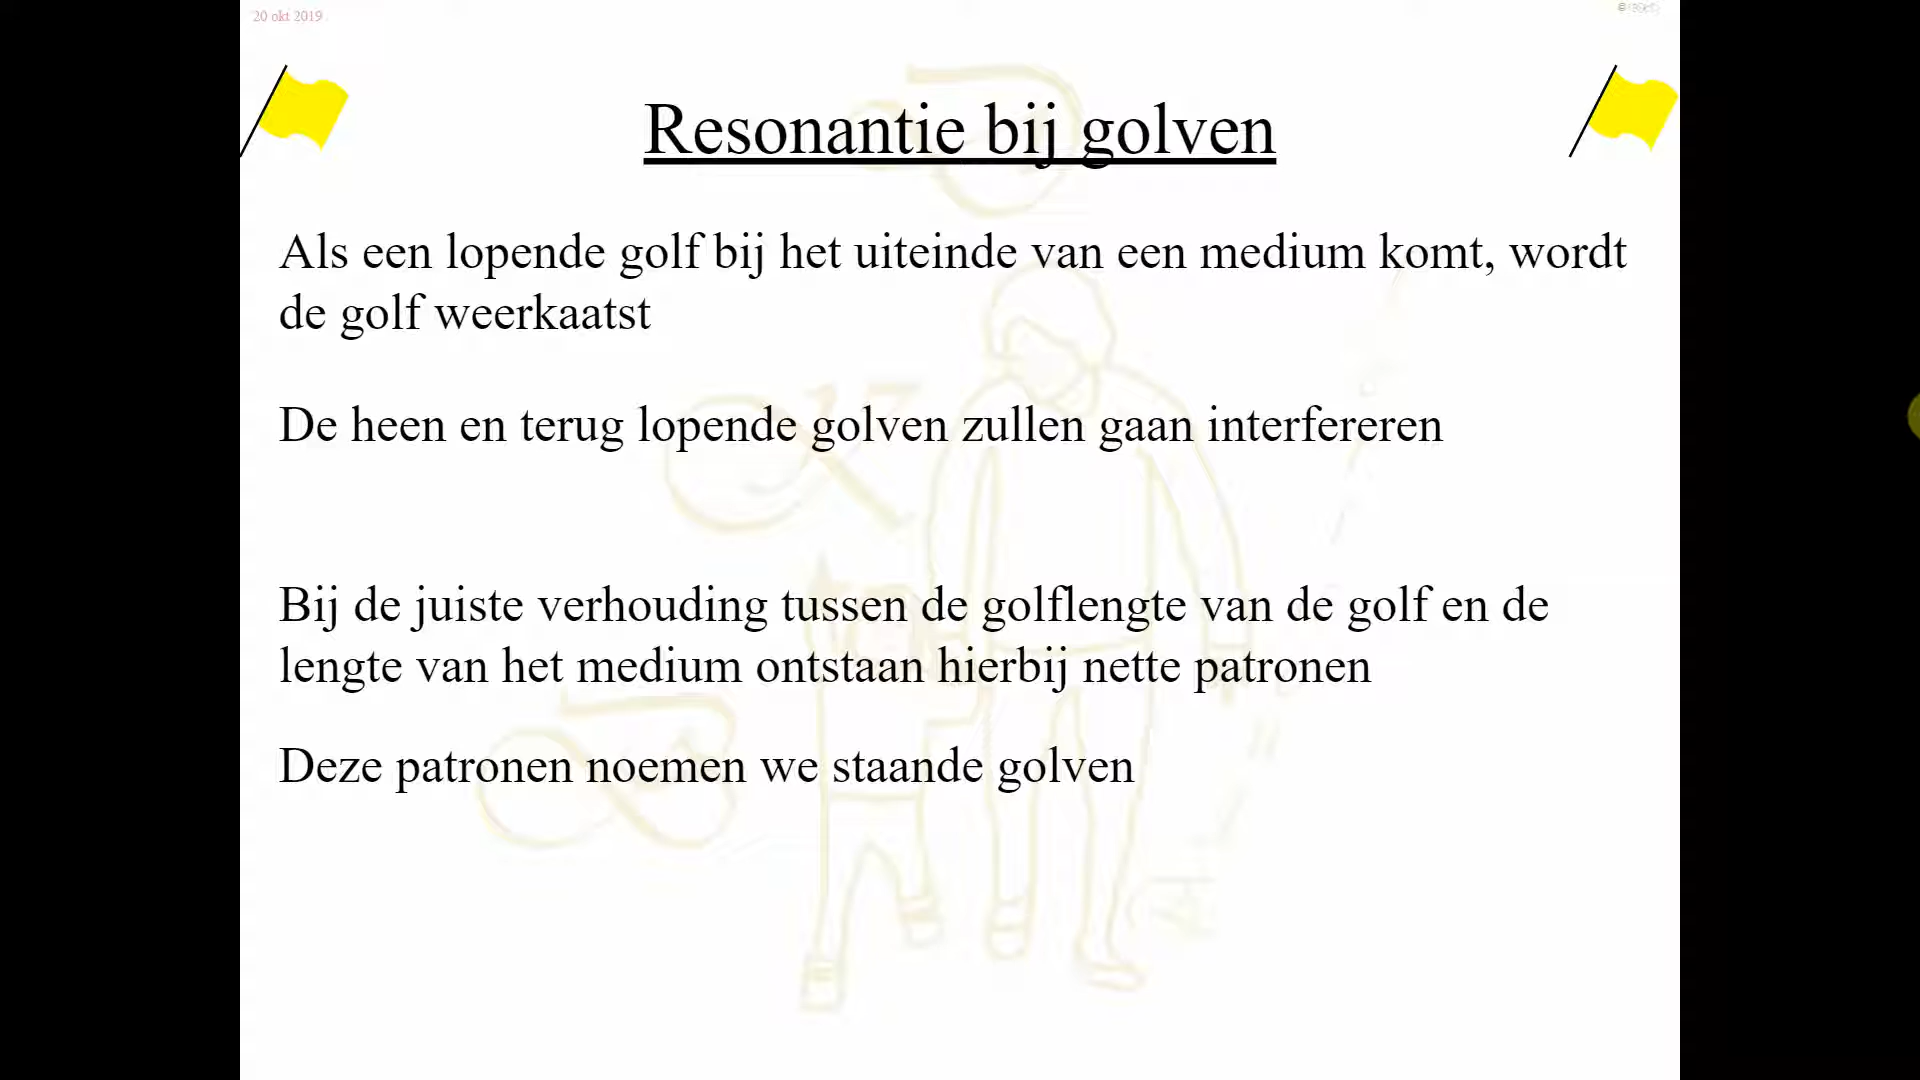 20 okt 2019
Resonantie bij golven
Als een lopende golf bij het uiteinde van een medium komt, wordt
de golf weerkaatst
De heen en terug lopende golven zullen gaan interfereren
Bij de juiste verhouding tussen de golflengte van de golf en de
lengte van het medium ontstaan hierbij nette patronen
Deze patronen noemen we staande golven